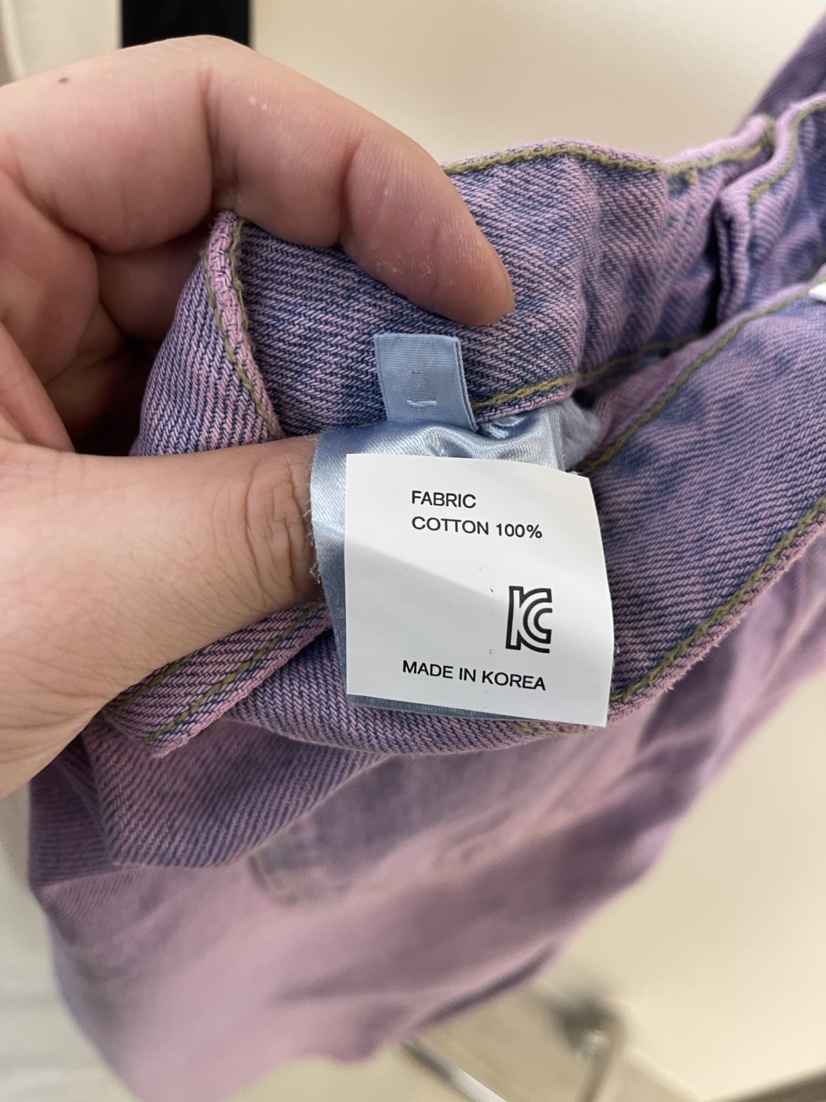 FABRIC
COTTON 100%
KC
MADE IN KOREA